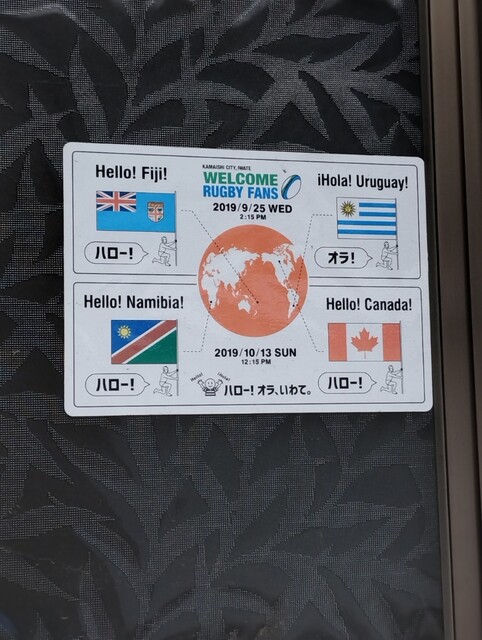 Hello! Fiji!
ハロー!
KAMAISHI CITY, IWATE
WELCOME
RUGBY FANS
2019/9/25 WED
2:15 PM
¡Hola! Uruguay!
オラ!
Hello! Namibia!
ハロー!
2019/10/13 SUN
12:15 PM
Hello!
¡Hola!
ハロー!オラ、いわて。
Hello! Canada!
ハロー!